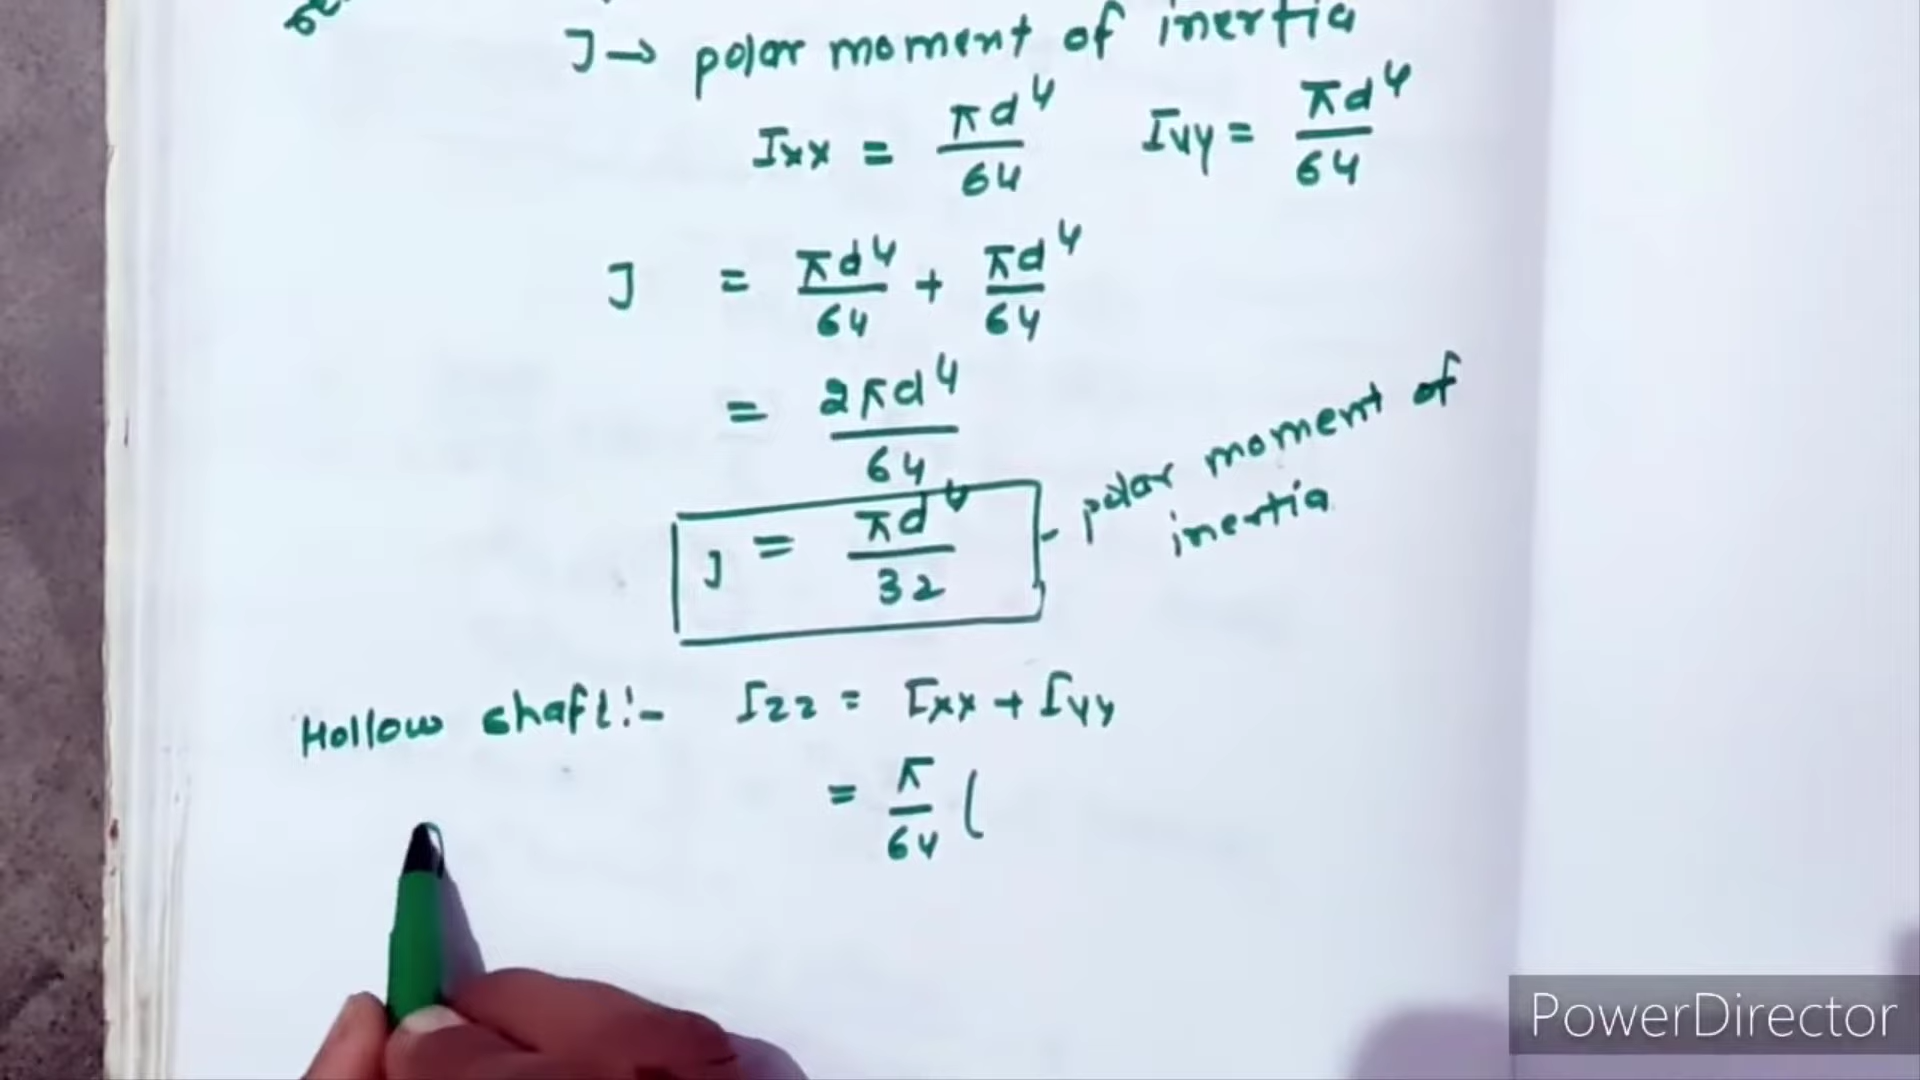 J → polar moment of inertia
Ixx = πd⁴/64 Iyy = πd⁴/64
J = πd⁴/64 + πd⁴/64
= 2πd⁴/64
J = πd⁴/32 - polar moment of inertia
Hollow shaft:- Izz = Ixx + Iyy
= π/64 (
PowerDirector